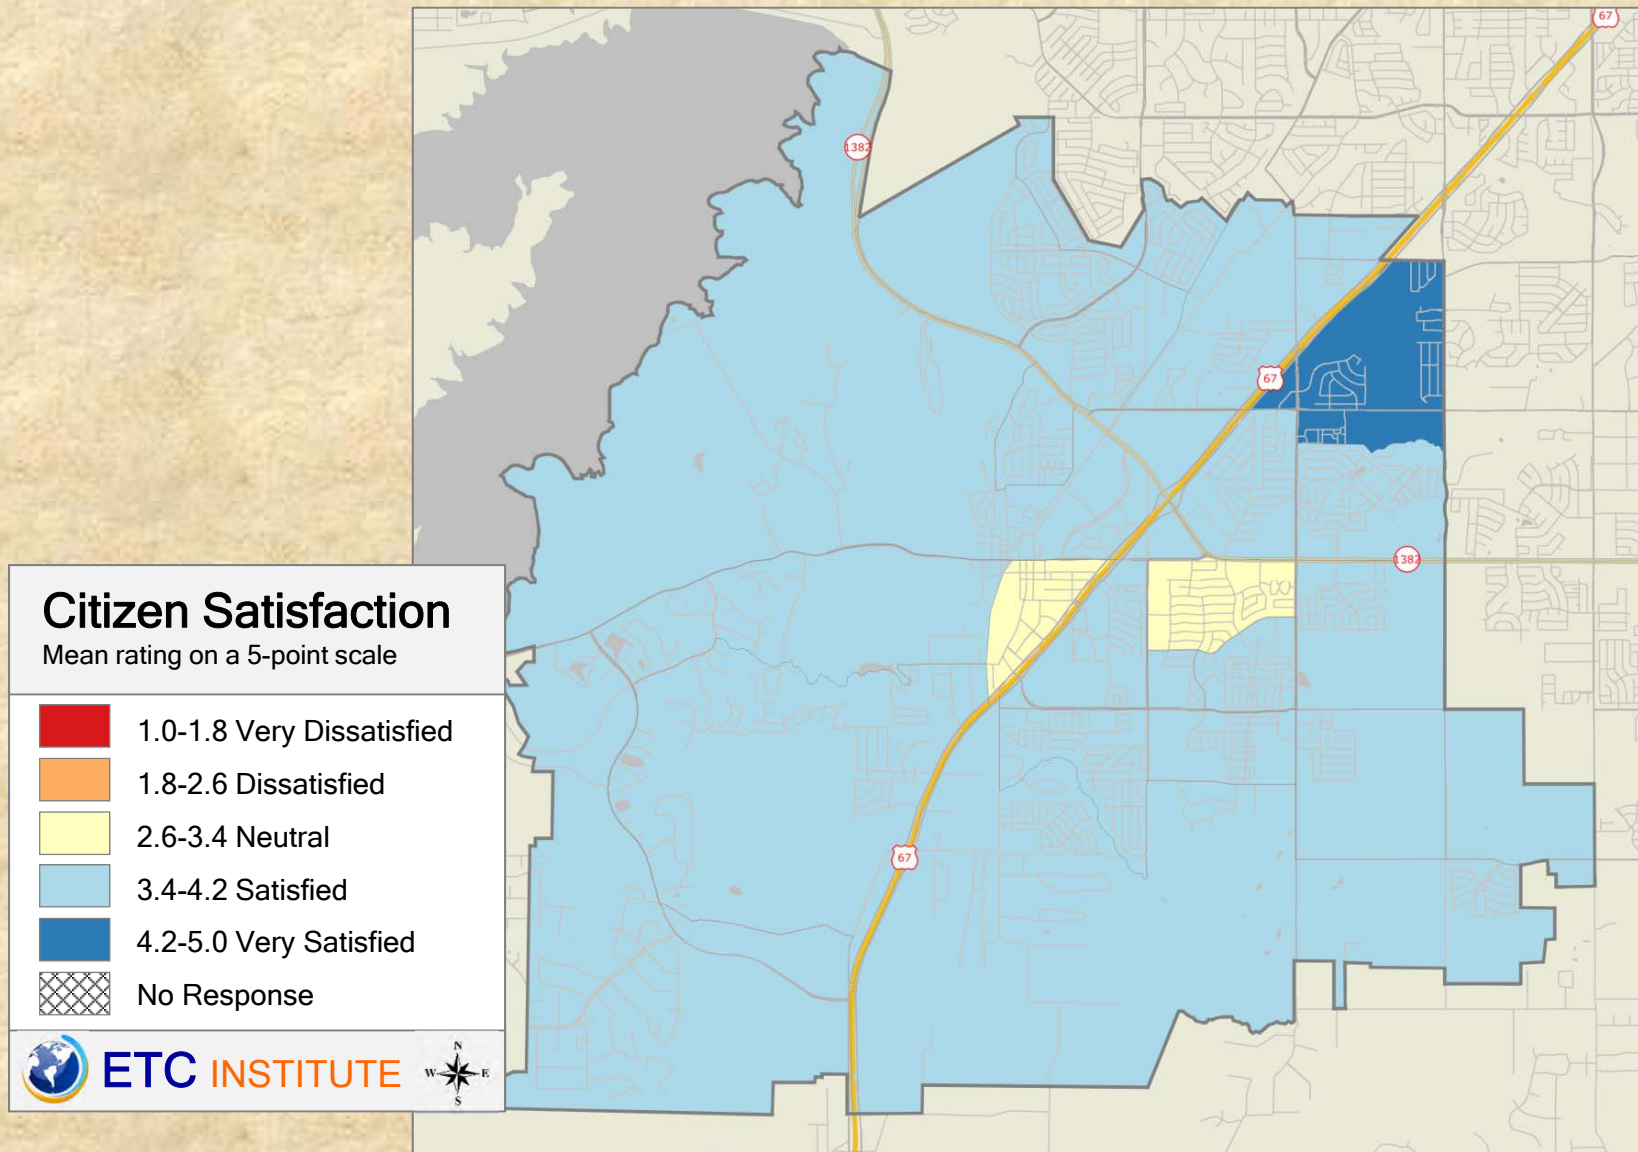 67
1382
67
1382
67
Citizen Satisfaction
Mean rating on a 5-point scale
1.0-1.8 Very Dissatisfied
1.8-2.6 Dissatisfied
2.6-3.4 Neutral
3.4-4.2 Satisfied
4.2-5.0 Very Satisfied
No Response
ETC INSTITUTE
N
W E
S